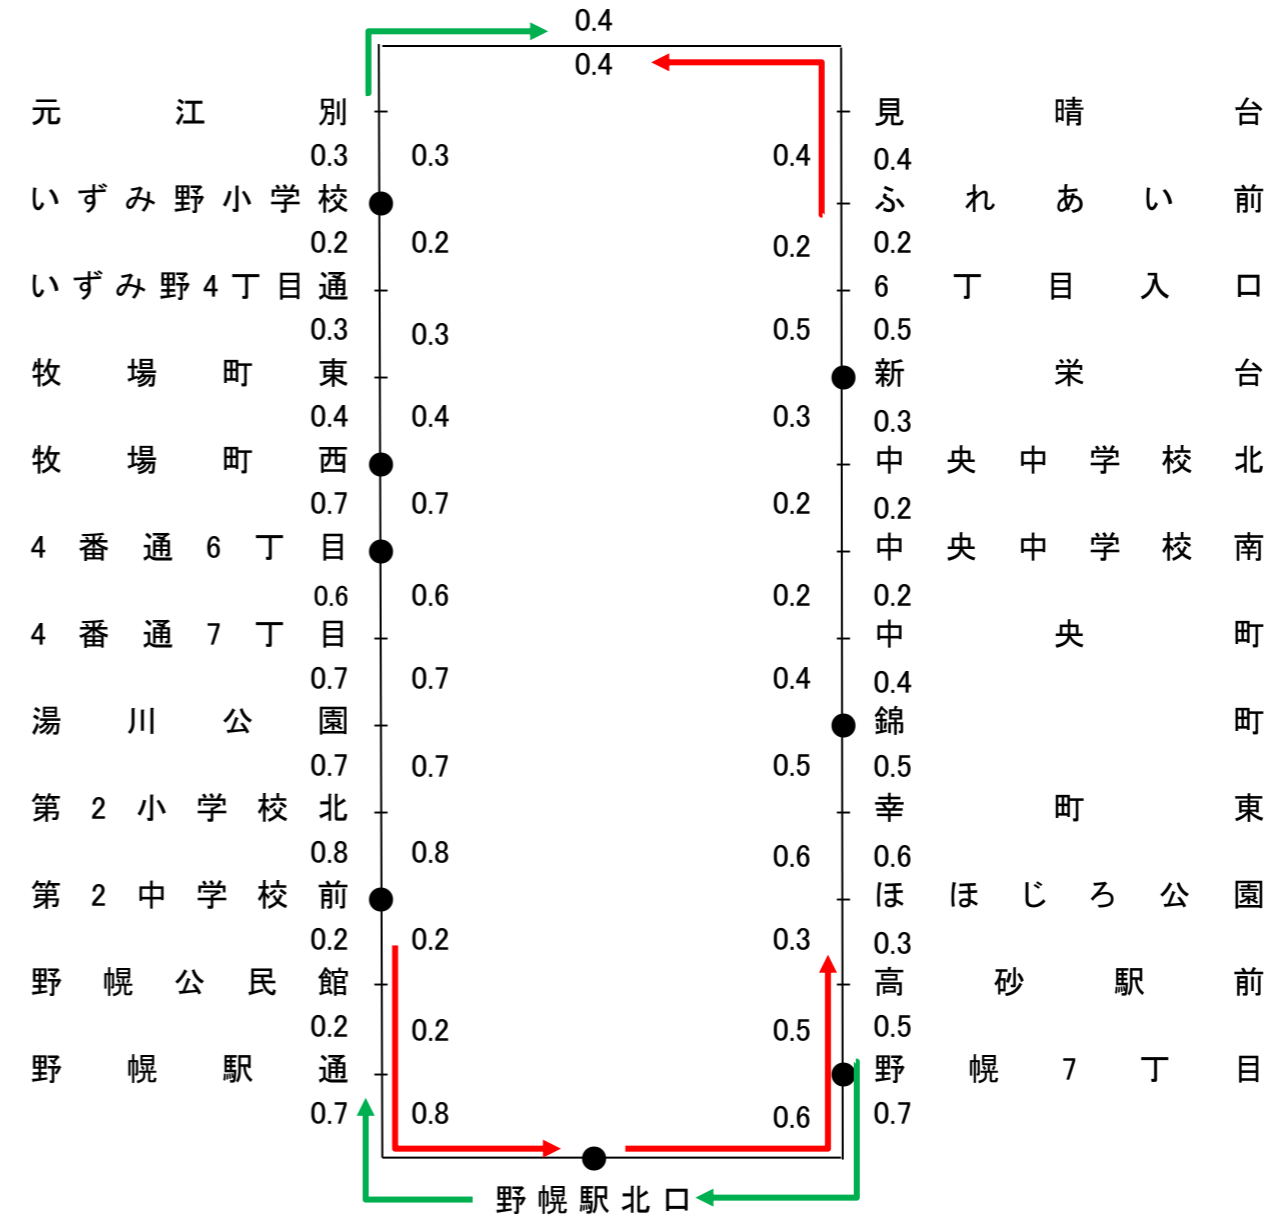 0.4
0.4
元江別 見晴台
0.3 0.3 0.4 0.4
いずみ野小学校 ふれあい前
0.2 0.2 0.2 0.2
いずみ野4丁目通 6丁目入口
0.3 0.3 0.5 0.5
牧場町東 新栄台
0.4 0.4 0.3 0.3
牧場町西 中央中学校北
0.7 0.7 0.2 0.2
4番通6丁目 中央中学校南
0.6 0.6 0.2 0.2
4番通7丁目 中央町
0.7 0.7 0.4 0.4
湯川公園 錦町
0.7 0.7 0.5 0.5
第2小学校北 幸町東
0.8 0.8 0.6 0.6
第2中学校前 ほほじろ公園
0.2 0.2 0.3 0.3
野幌公民館 高砂駅前
0.2 0.2 0.5 0.5
野幌駅通 野幌7丁目
0.7 0.8 0.6 0.7
野幌駅北口